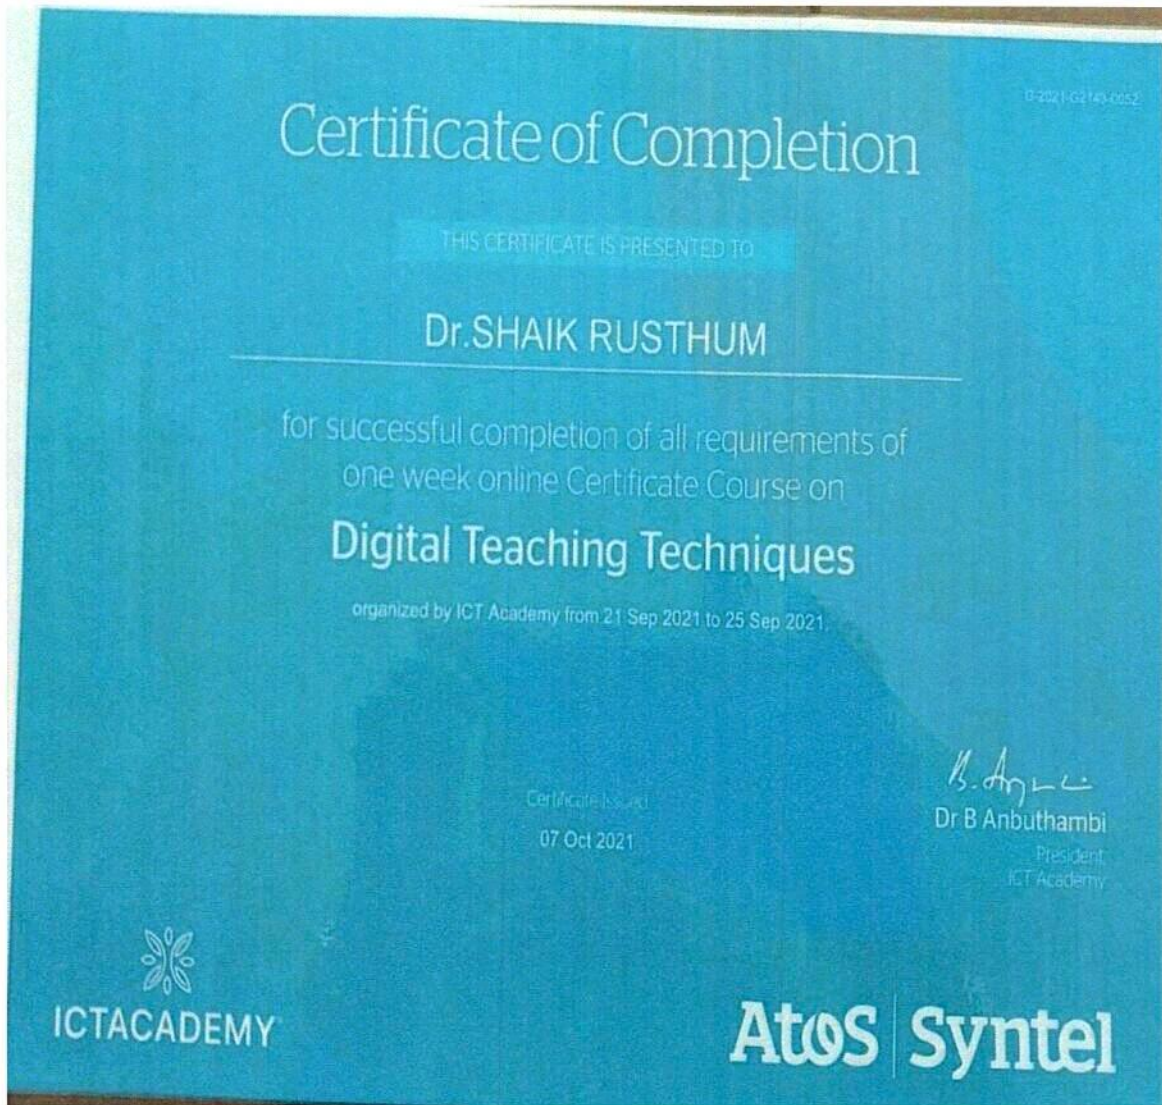 Certificate of Completion
THIS CERTIFICATE IS PRESENTED TO
Dr.SHAIK RUSTHUM
for successful completion of all requirements of
one week online Certificate Course on
Digital Teaching Techniques
organized by ICT Academy from 21 Sep 2021 to 25 Sep 2021.
Certificate Issued
07 Oct 2021
Dr B Anbuthambi
President
ICT Academy
ICTACADEMY
Atos | Syntel